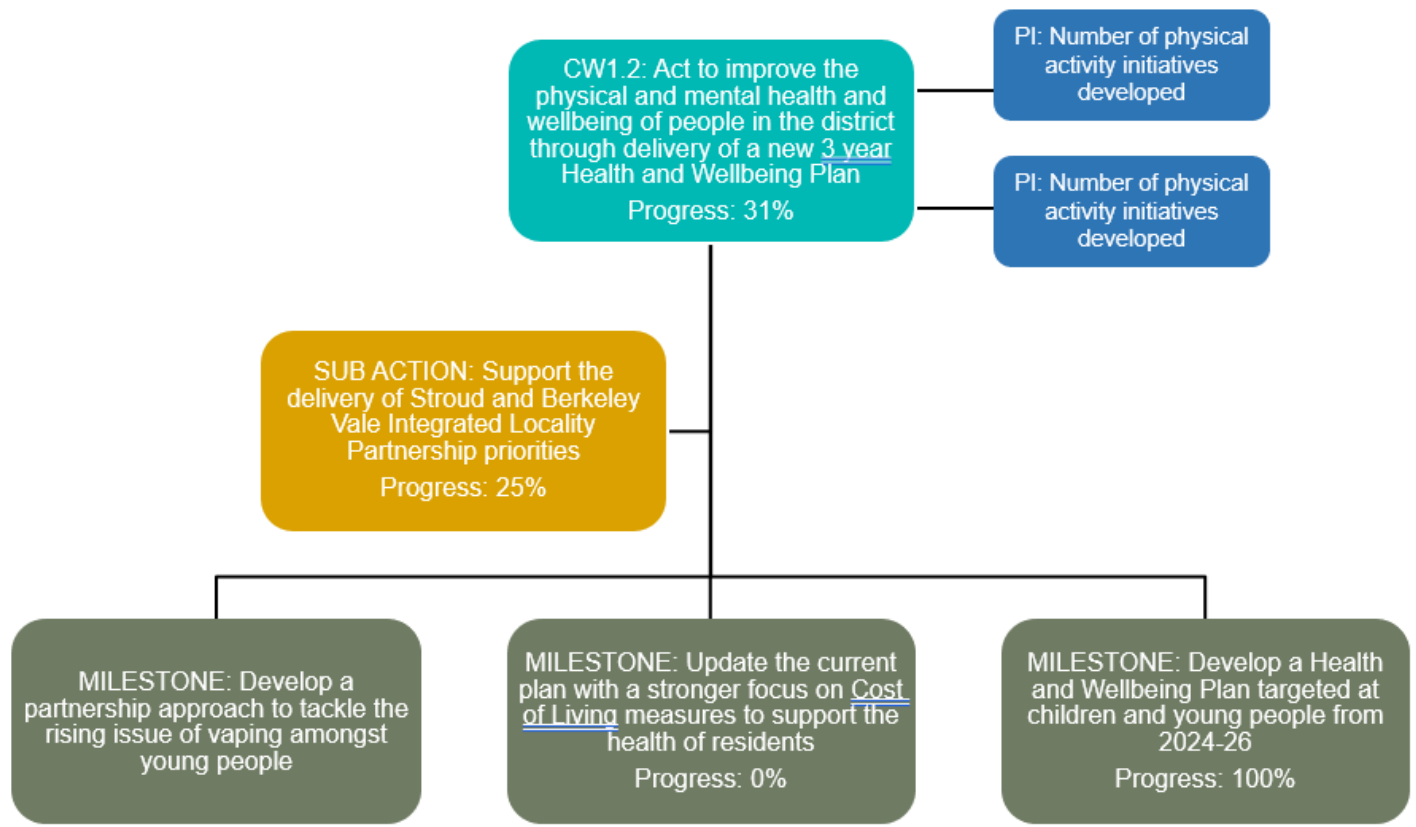 CW1.2: Act to improve the
physical and mental health and
wellbeing of people in the district
through delivery of a new 3 year
Health and Wellbeing Plan
Progress: 31%
PI: Number of physical
activity initiatives
developed
PI: Number of physical
activity initiatives
developed
SUB ACTION: Support the
delivery of Stroud and Berkeley
Vale Integrated Locality
Partnership priorities
Progress: 25%
MILESTONE: Develop a
partnership approach to tackle the
rising issue of vaping amongst
young people
MILESTONE: Update the current
plan with a stronger focus on Cost
of Living measures to support the
health of residents
Progress: 0%
MILESTONE: Develop a Health
and Wellbeing Plan targeted at
children and young people from
2024-26
Progress: 100%